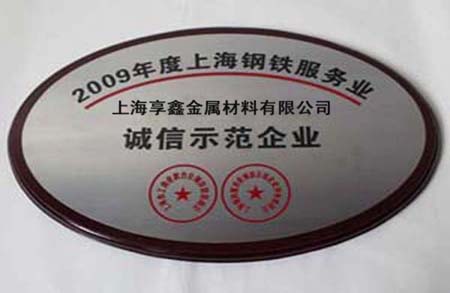 2009年度上海钢铁服务业
上海享鑫金属材料有限公司
诚信示范企业